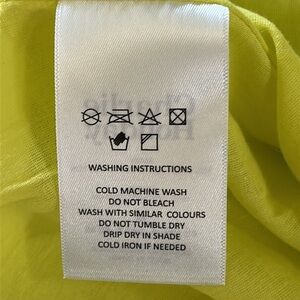 WASHING INSTRUCTIONS
COLD MACHINE WASH
DO NOT BLEACH
WASH WITH SIMILAR COLOURS
DO NOT TUMBLE DRY
DRIP DRY IN SHADE
COLD IRON IF NEEDED